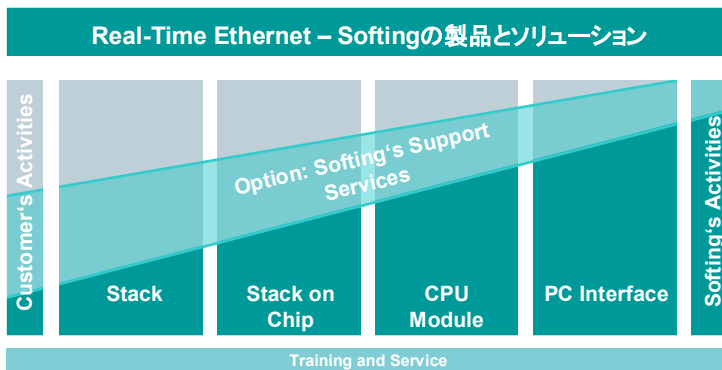 Real-Time Ethernet – Softingの製品とソリューション
Customer‘s Activities
Option: Softing‘s Support
Services
Stack
Stack on
Chip
CPU
Module
PC Interface
Softing‘s Activities
Training and Service